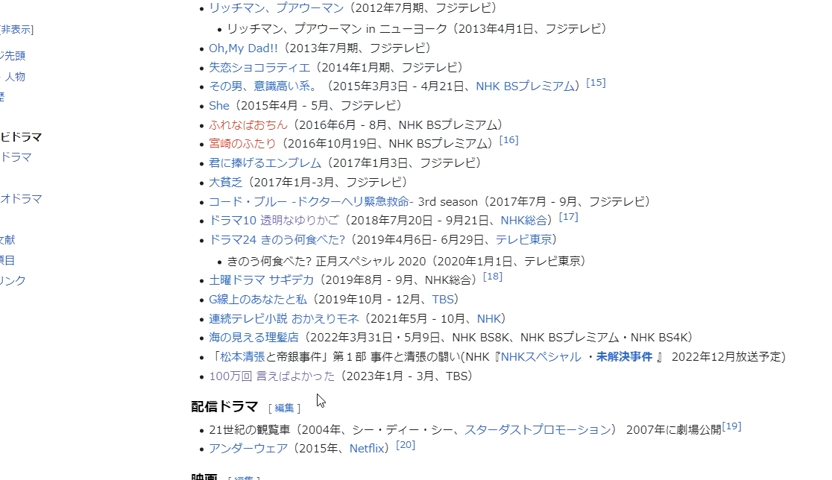 リッチマン、プアウーマン（2012年7月期、フジテレビ）
リッチマン、プアウーマン in ニューヨーク（2013年4月1日、フジテレビ）
[非表示]
Oh,My Dad!!（2013年7月期、フジテレビ）
ジ先頭
失恋ショコラティエ（2014年1月期、フジテレビ）
・人物
その男、意識高い系。（2015年3月3日 - 4月21日、NHK BSプレミアム）[15]
歴
She（2015年4月 - 5月、フジテレビ）
ふれなばおちん（2016年6月 - 8月、NHK BSプレミアム）
ビドラマ
宮崎のふたり（2016年10月19日、NHK BSプレミアム）[16]
ドラマ
君に捧げるエンブレム（2017年1月3日、フジテレビ）
大貧乏（2017年1月-3月、フジテレビ）
オドラマ
コード・ブルー -ドクターヘリ緊急救命- 3rd season（2017年7月 - 9月、フジテレビ）
ドラマ10 透明なゆりかご（2018年7月20日 - 9月21日、NHK総合）[17]
文献
ドラマ24 きのう何食べた?（2019年4月6日- 6月29日、テレビ東京）
項目
きのう何食べた? 正月スペシャル 2020（2020年1月1日、テレビ東京）
リンク
土曜ドラマ サギデカ（2019年8月 - 9月、NHK総合）[18]
G線上のあなたと私（2019年10月 - 12月、TBS）
連続テレビ小説 おかえりモネ（2021年5月 - 10月、NHK）
海の見える理髪店（2022年3月31日・5月9日、NHK BS8K、NHK BSプレミアム・NHK BS4K）
「松本清張と帝銀事件」第１部 事件と清張の闘い(NHK『NHKスペシャル ・未解決事件 』 2022年12月放送予定)
100万回 言えばよかった（2023年1月 - 3月、TBS）
配信ドラマ [ 編集 ]
21世紀の観覧車（2004年、シー・ディー・シー、スターダストプロモーション） 2007年に劇場公開[19]
アンダーウェア（2015年、Netflix）[20]
映画 [ 編集 ]